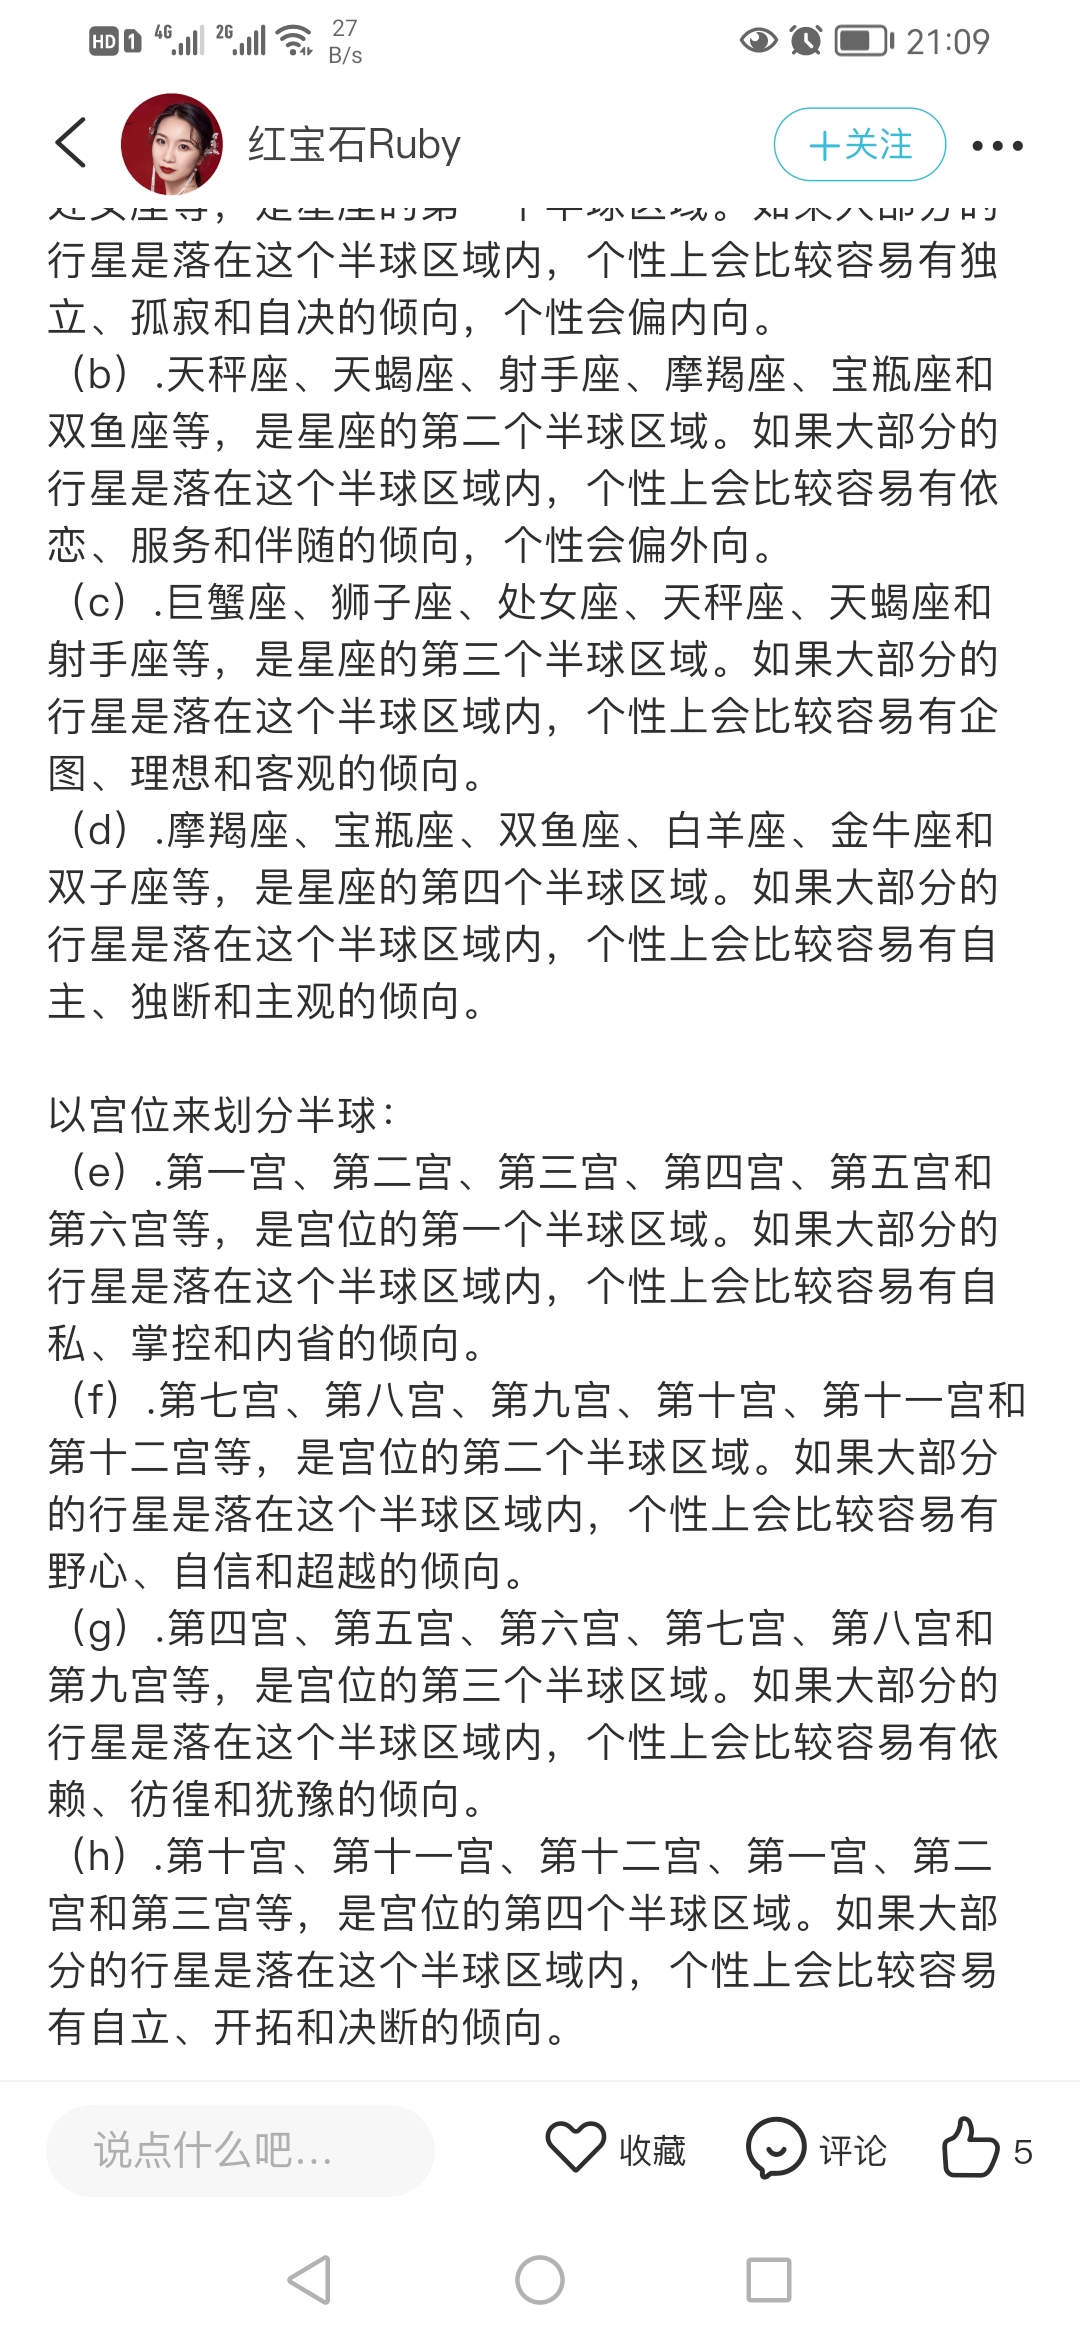 HD 1 4G 2G 27 B/s 21:09
红宝石Ruby
+关注
处女座等，是星座的第一个半球区域。如果大部分的
行星是落在这个半球区域内，个性上会比较容易有独
立、孤寂和自决的倾向，个性会偏内向。
（b）.天秤座、天蝎座、射手座、摩羯座、宝瓶座和
双鱼座等，是星座的第二个半球区域。如果大部分的
行星是落在这个半球区域内，个性上会比较容易有依
恋、服务和伴随的倾向，个性会偏外向。
（c）.巨蟹座、狮子座、处女座、天秤座、天蝎座和
射手座等，是星座的第三个半球区域。如果大部分的
行星是落在这个半球区域内，个性上会比较容易有企
图、理想和客观的倾向。
（d）.摩羯座、宝瓶座、双鱼座、白羊座、金牛座和
双子座等，是星座的第四个半球区域。如果大部分的
行星是落在这个半球区域内，个性上会比较容易有自
主、独断和主观的倾向。
以宫位来划分半球：
（e）.第一宫、第二宫、第三宫、第四宫、第五宫和
第六宫等，是宫位的第一个半球区域。如果大部分的
行星是落在这个半球区域内，个性上会比较容易有自
私、掌控和内省的倾向。
（f）.第七宫、第八宫、第九宫、第十宫、第十一宫和
第十二宫等，是宫位的第二个半球区域。如果大部分
的行星是落在这个半球区域内，个性上会比较容易有
野心、自信和超越的倾向。
（g）.第四宫、第五宫、第六宫、第七宫、第八宫和
第九宫等，是宫位的第三个半球区域。如果大部分的
行星是落在这个半球区域内，个性上会比较容易有依
赖、彷徨和犹豫的倾向。
（h）.第十宫、第十一宫、第十二宫、第一宫、第二
宫和第三宫等，是宫位的第四个半球区域。如果大部
分的行星是落在这个半球区域内，个性上会比较容易
有自立、开拓和决断的倾向。
说点什么吧... 收藏 评论 5